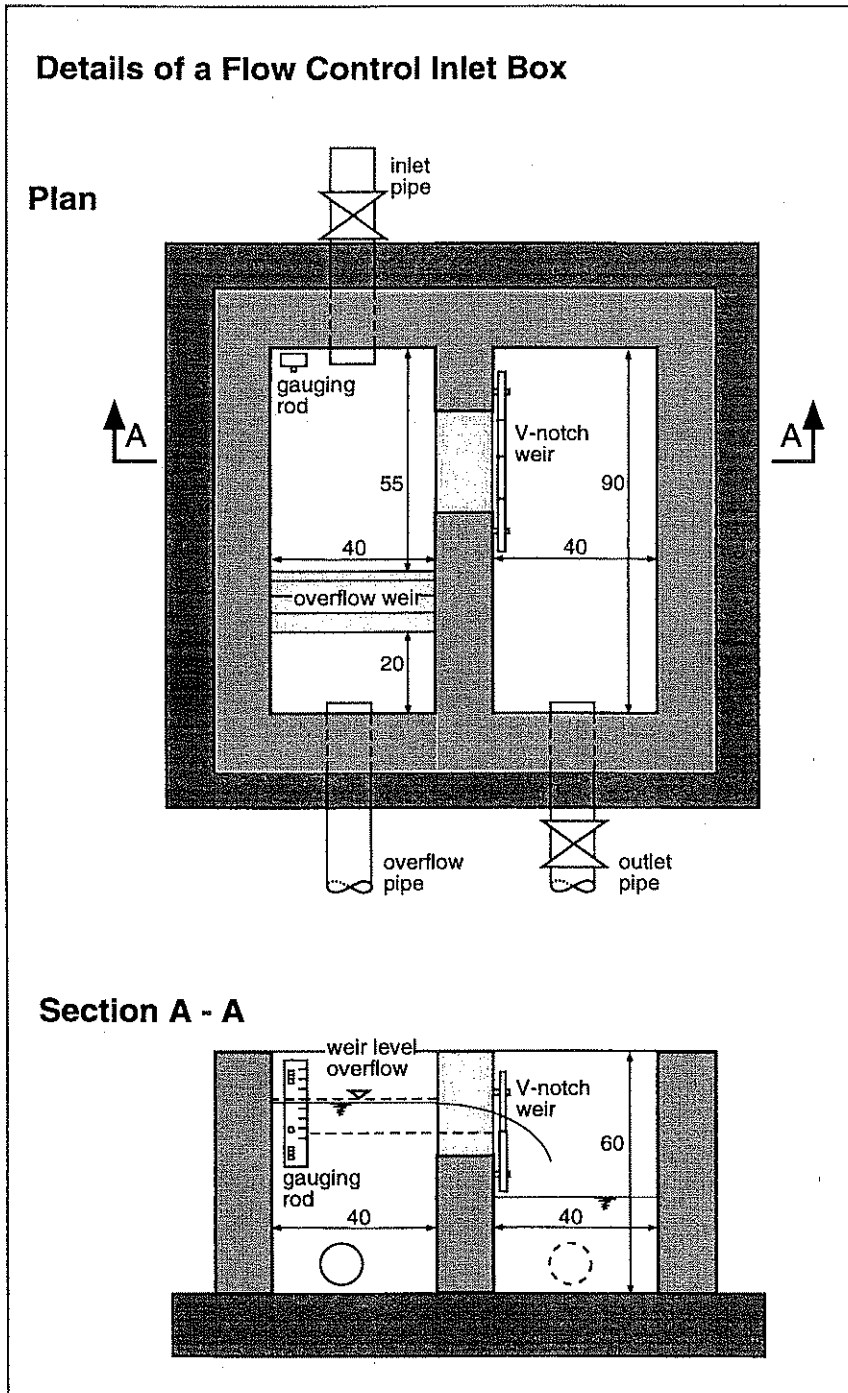 Details of a Flow Control Inlet Box
Plan
inlet
pipe
gauging
rod
A
V-notch
weir
A
55
90
40
40
overflow weir
20
overflow
pipe
outlet
pipe
Section A - A
weir level
overflow
V-notch
weir
60
gauging
rod
40
40